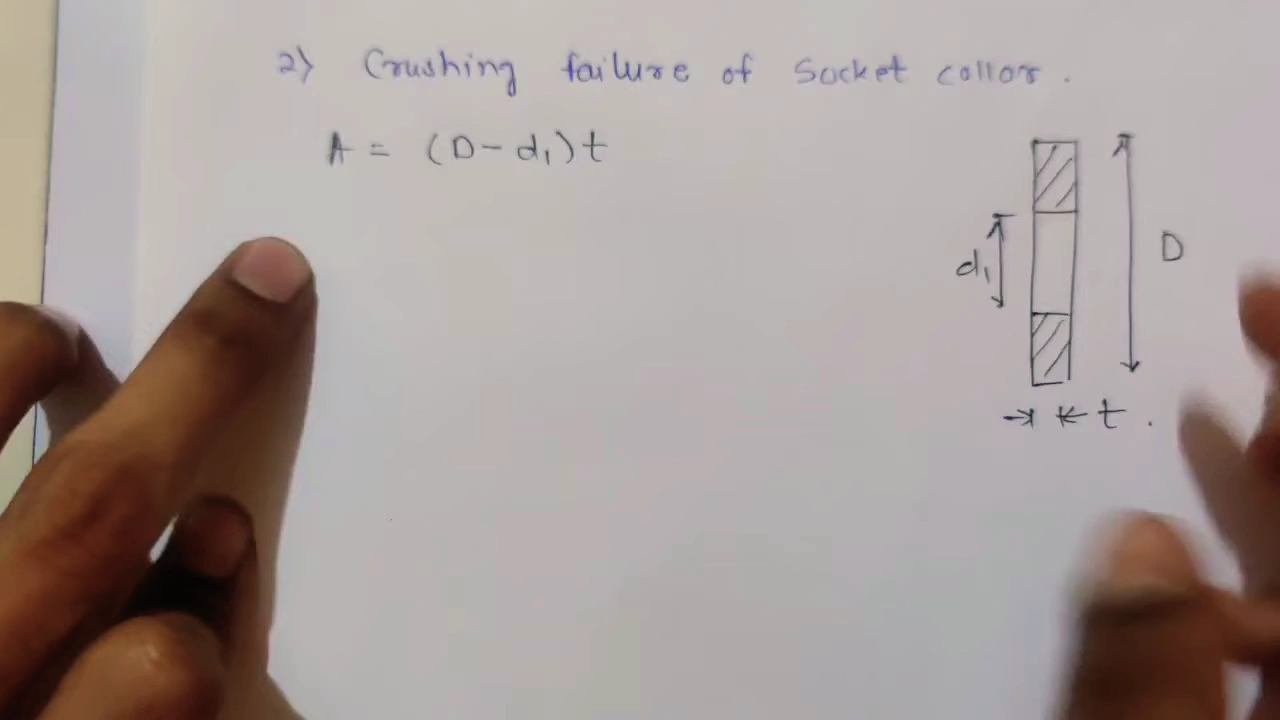 2) Crushing failure of Socket collar.
A = (D-d₁)t
d₁
D
t.